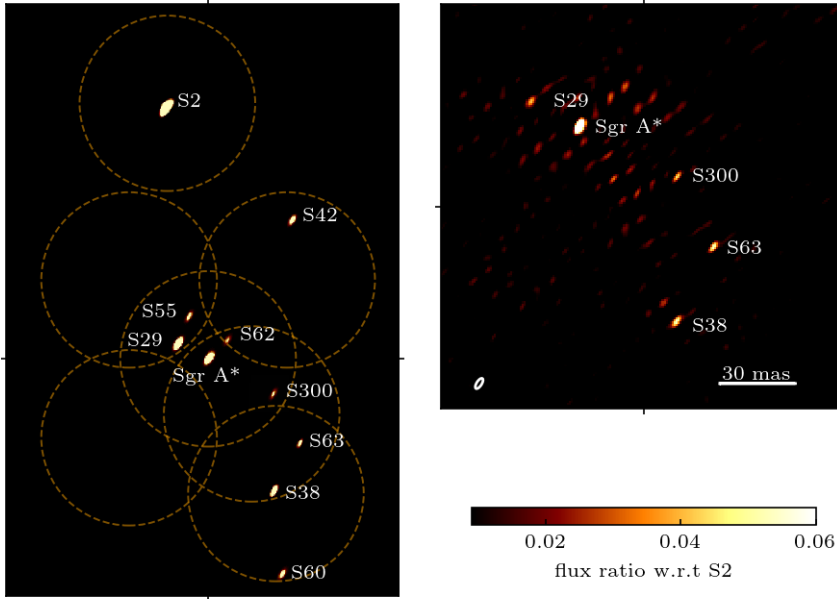 S2
S42
S55
S29
S62
Sgr A*
S300
S63
S38
S60
S29
Sgr A*
S300
S63
S38
30 mas
0.02 0.04 0.06
flux ratio w.r.t S2